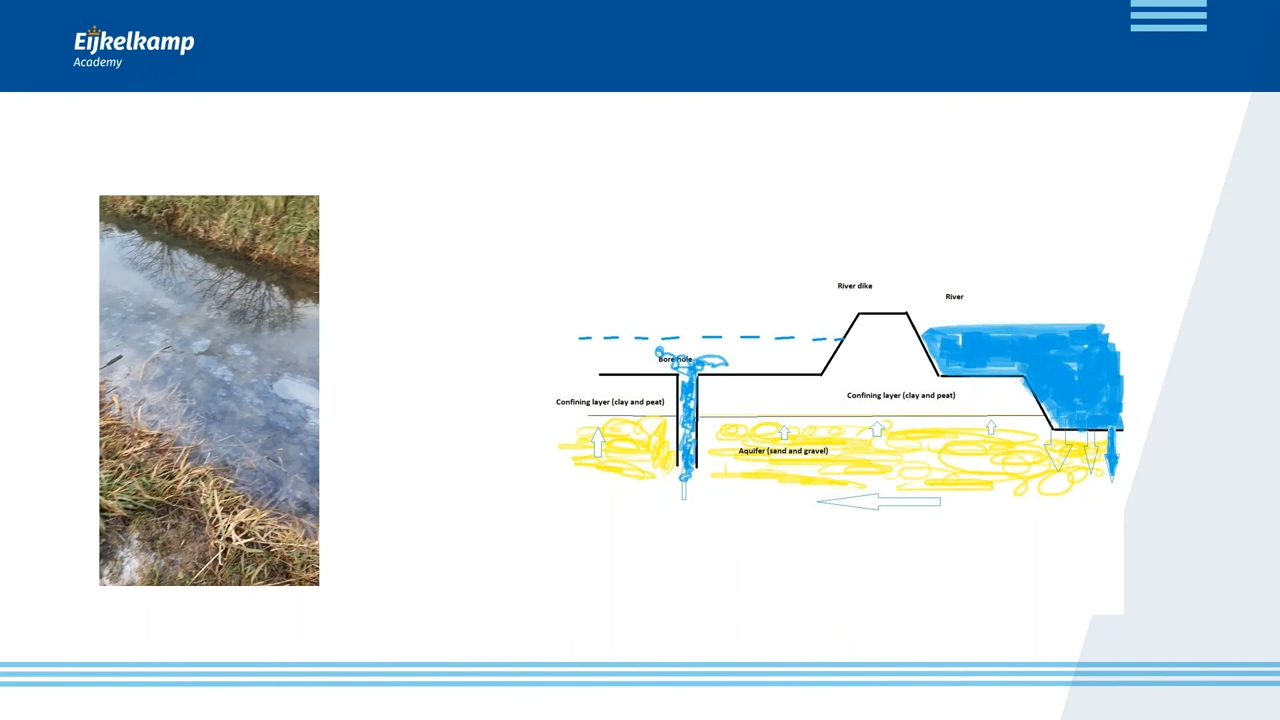 Eijkelkamp
Academy
River dike
River
Bore hole
Confining layer (clay and peat)
Confining layer (clay and peat)
Aquifer (sand and gravel)